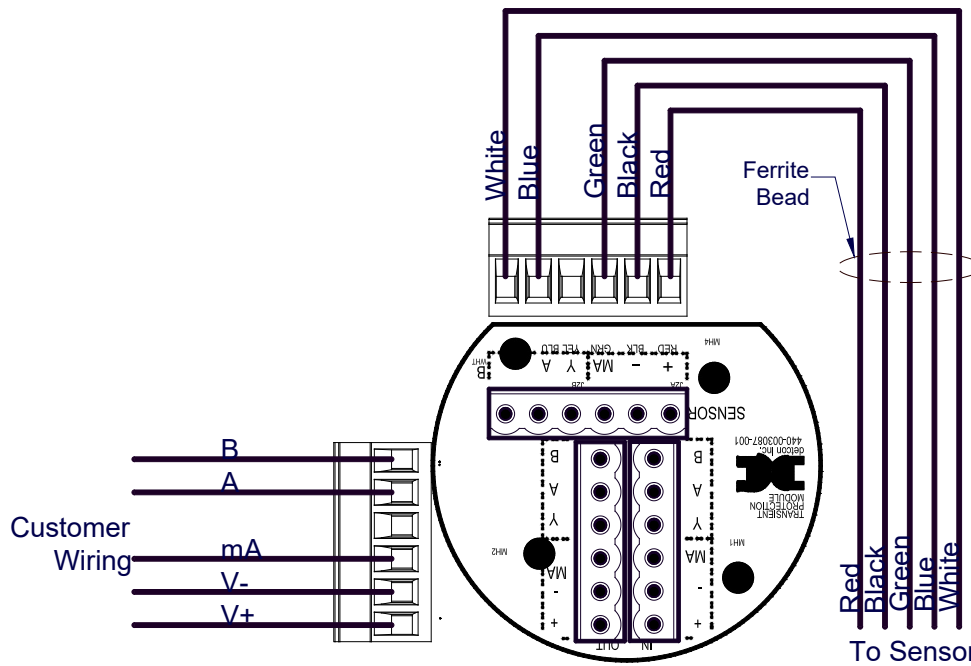 White
Blue
Green
Black
Red
Ferrite
Bead
WHT
BLU
YEL
GRN
BLK
RED
MH4
B
A
Y
MA
-
+
J2B
J2A
SENSOR
B
A
Y
MA
-
+
OUT
B
A
Y
MA
-
+
IN
MH2
MH1
440-003087-001
detcon Inc.
TRANSIENT
PROTECTION
MODULE
Customer
Wiring
B
A
mA
V-
V+
Red
Black
Green
Blue
White
To Sensor